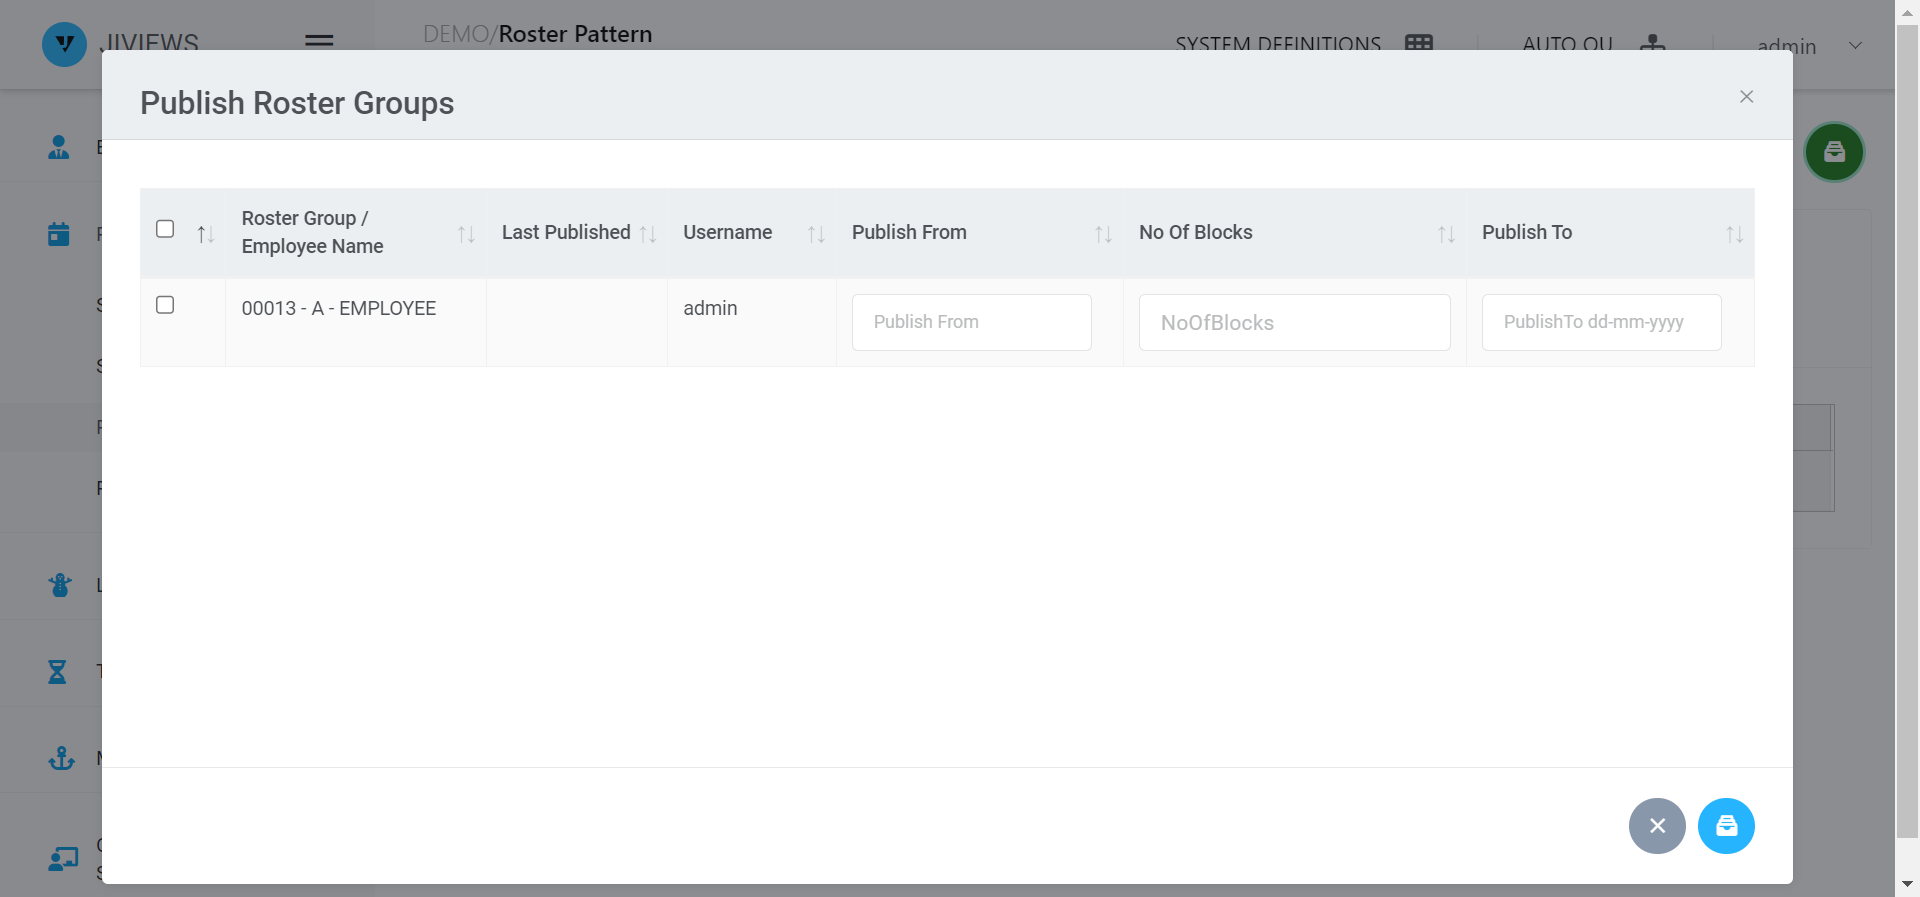 JIVIEWS
DEMO/Roster Pattern
SYSTEM DEFINITIONS
AUTO OU
admin
Publish Roster Groups
Roster Group / Employee Name
Last Published
Username
Publish From
No Of Blocks
Publish To
00013 - A - EMPLOYEE
admin
Publish From
NoOfBlocks
PublishTo dd-mm-yyyy